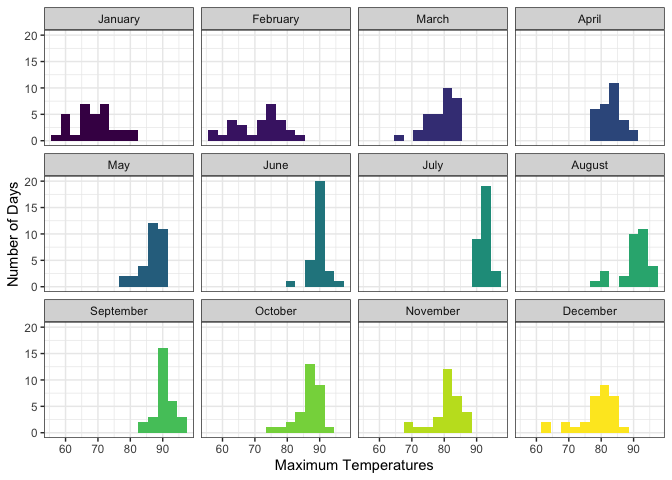 January February March April
20
15
10
5
0
May June July August
20
15
10
5
0
Number of Days
September October November December
20
15
10
5
0
60 70 80 90 60 70 80 90 60 70 80 90 60 70 80 90
Maximum Temperatures